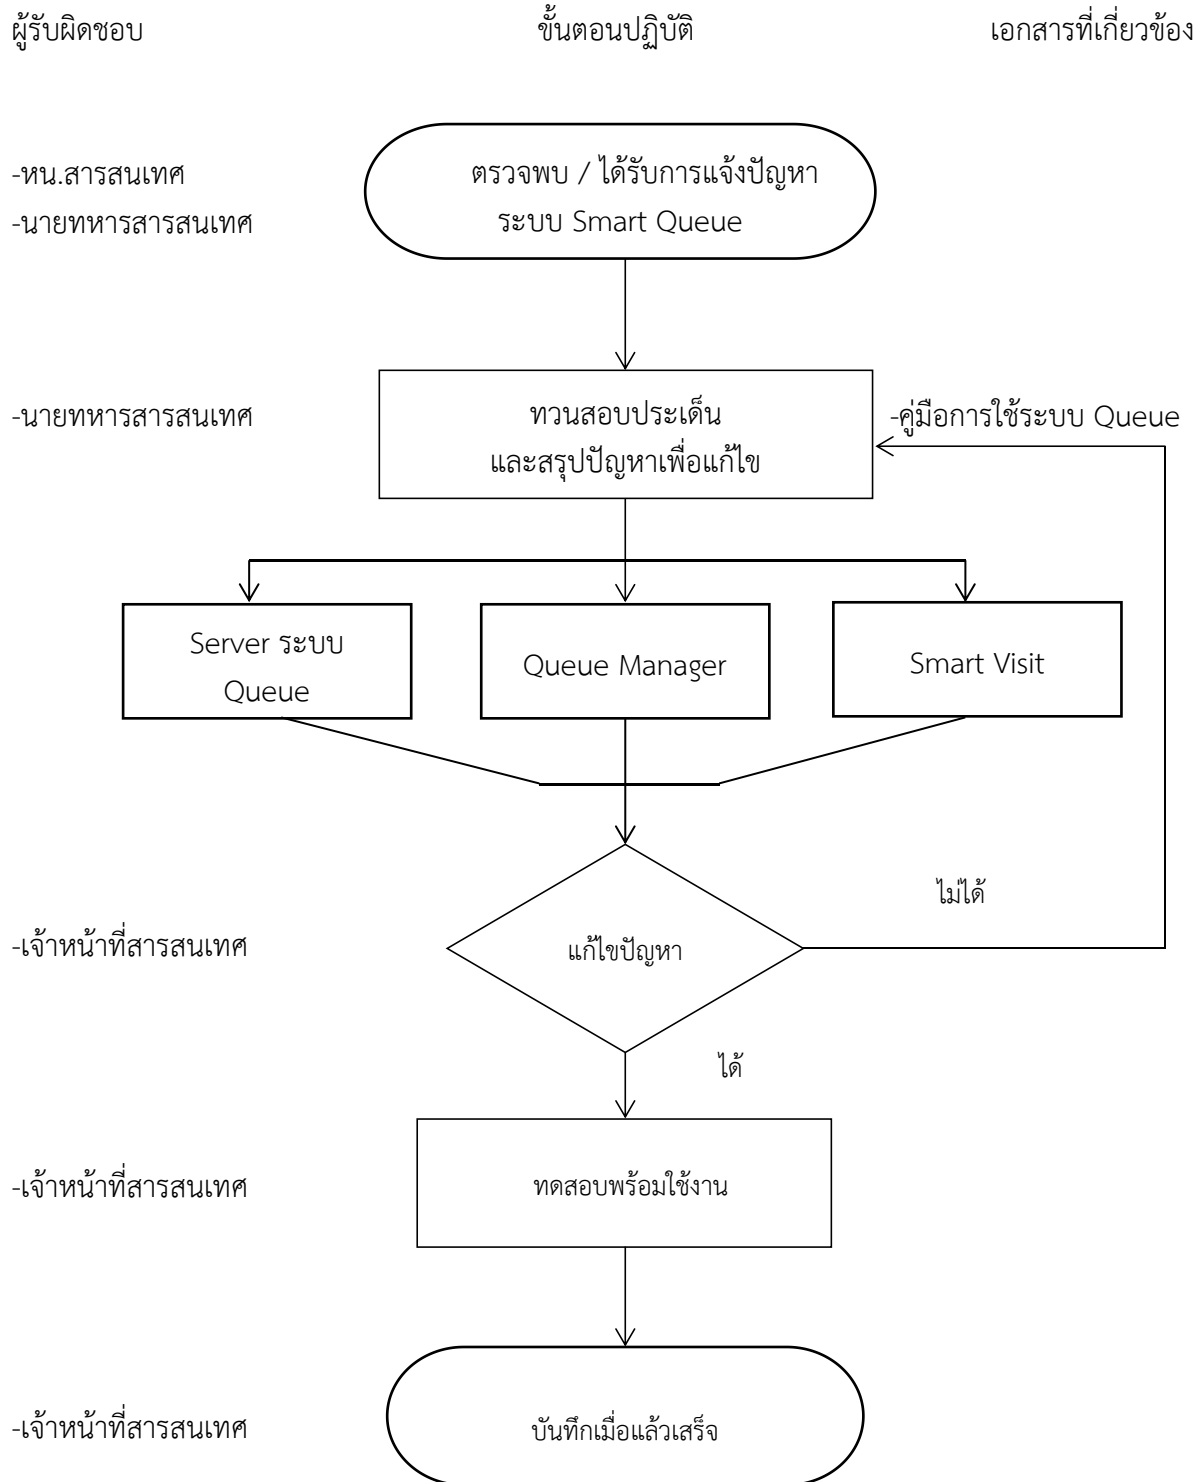 ผู้รับผิดชอบ ขั้นตอนปฏิบัติ เอกสารที่เกี่ยวข้อง
-หน.สารสนเทศ
-นายทหารสารสนเทศ
ตรวจพบ / ได้รับการแจ้งปัญหา
ระบบ Smart Queue
-นายทหารสารสนเทศ
ทวนสอบประเด็น
และสรุปปัญหาเพื่อแก้ไข
-คู่มือการใช้ระบบ Queue
Server ระบบ
Queue
Queue Manager
Smart Visit
ไม่ได้
-เจ้าหน้าที่สารสนเทศ
แก้ไขปัญหา
ได้
-เจ้าหน้าที่สารสนเทศ
ทดสอบพร้อมใช้งาน
-เจ้าหน้าที่สารสนเทศ
บันทึกเมื่อแล้วเสร็จ